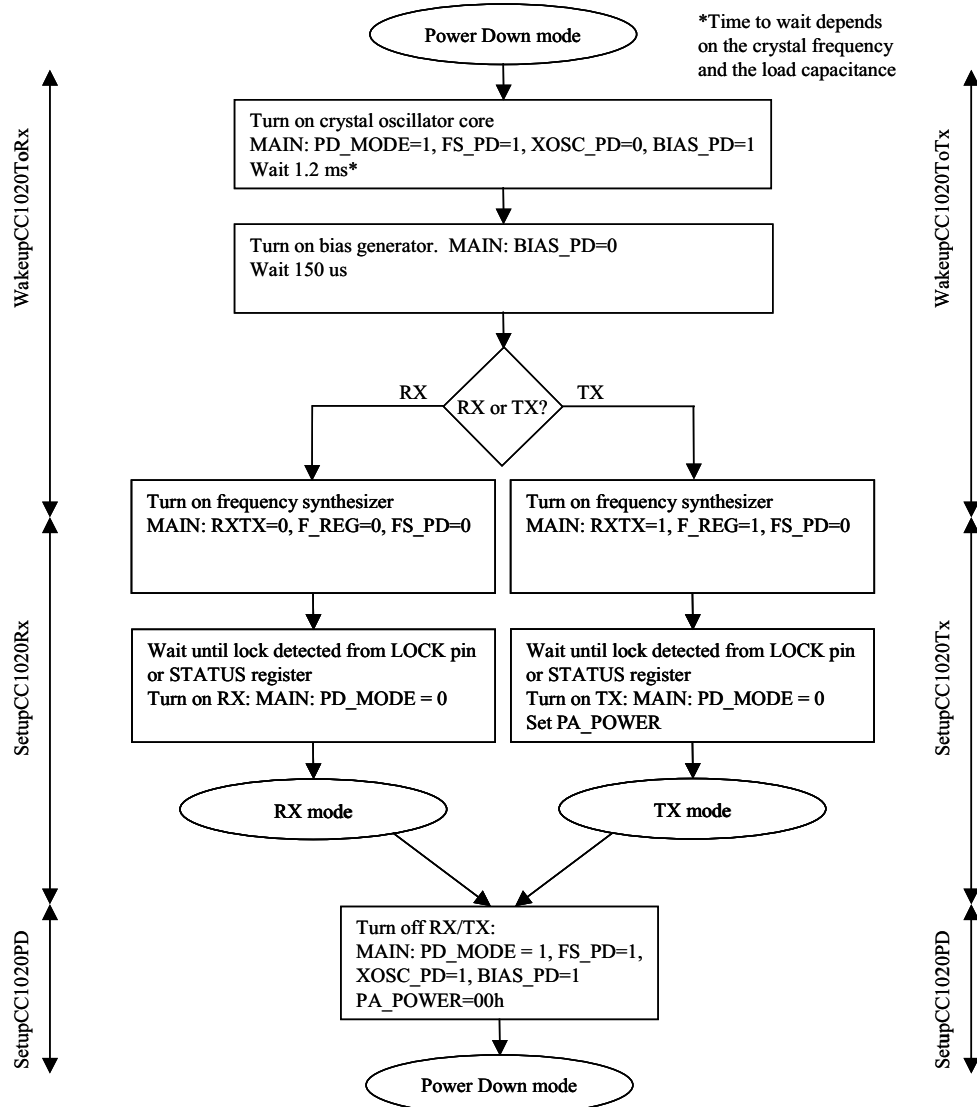 Power Down mode
*Time to wait depends
on the crystal frequency
and the load capacitance
WakeupCC1020ToRx
WakeupCC1020ToTx
Turn on crystal oscillator core
MAIN: PD_MODE=1, FS_PD=1, XOSC_PD=0, BIAS_PD=1
Wait 1.2 ms*
Turn on bias generator. MAIN: BIAS_PD=0
Wait 150 us
RX
RX or TX?
TX
Turn on frequency synthesizer
MAIN: RXTX=0, F_REG=0, FS_PD=0
Turn on frequency synthesizer
MAIN: RXTX=1, F_REG=1, FS_PD=0
SetupCC1020Rx
SetupCC1020Tx
Wait until lock detected from LOCK pin
or STATUS register
Turn on RX: MAIN: PD_MODE = 0
Wait until lock detected from LOCK pin
or STATUS register
Turn on TX: MAIN: PD_MODE = 0
Set PA_POWER
RX mode
TX mode
SetupCC1020PD
SetupCC1020PD
Turn off RX/TX:
MAIN: PD_MODE = 1, FS_PD=1,
XOSC_PD=1, BIAS_PD=1
PA_POWER=00h
Power Down mode